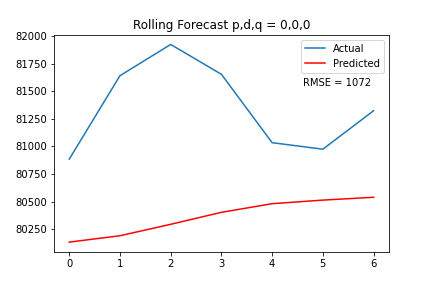 Rolling Forecast p,d,q = 0,0,0
82000
81750
81500
81250
81000
80750
80500
80250
Actual
Predicted
RMSE = 1072
0 1 2 3 4 5 6